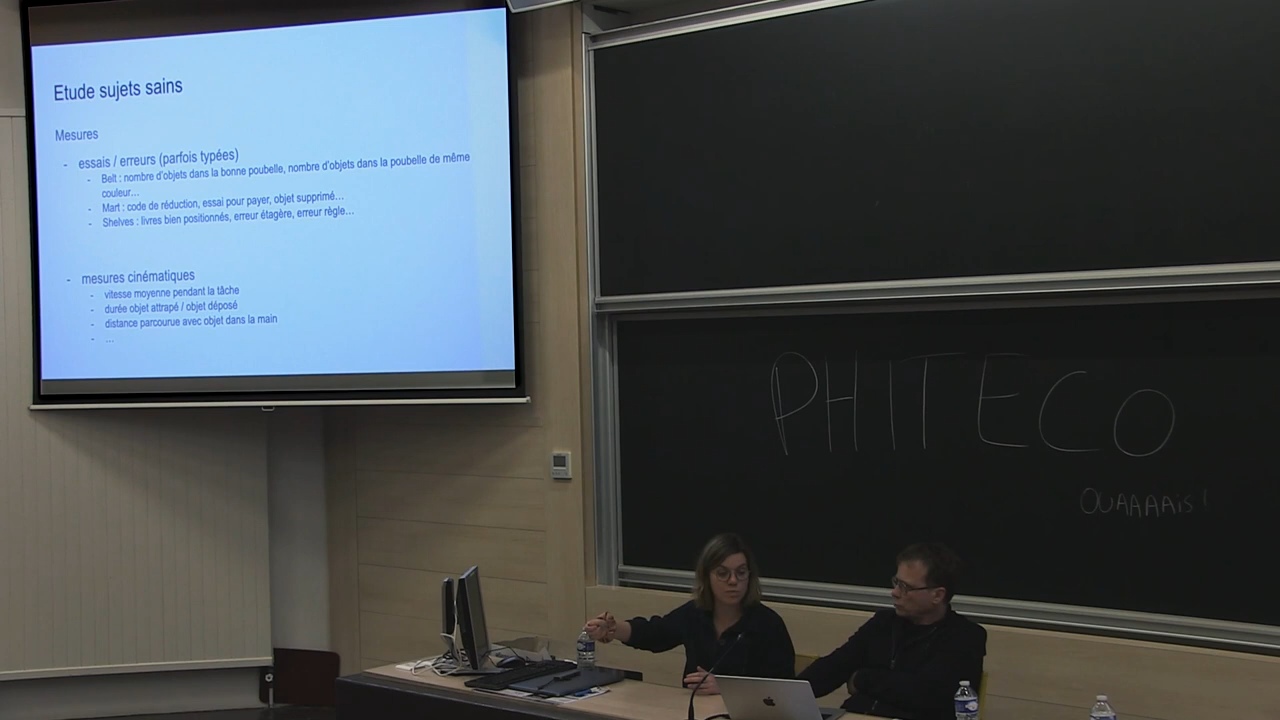 Etude sujets sains
Mesures
- essais / erreurs (parfois typées)
- Belt : nombre d'objets dans la bonne poubelle, nombre d'objets dans la poubelle de même
couleur…
- Mart : code de réduction, essai pour payer, objet supprimé…
- Shelves : livres bien positionnés, erreur étagère, erreur règle…
- mesures cinématiques
- vitesse moyenne pendant la tâche
- durée objet attrapé / objet déposé
- distance parcourue avec objet dans la main
- …
PHITECO
OUAAAAis !